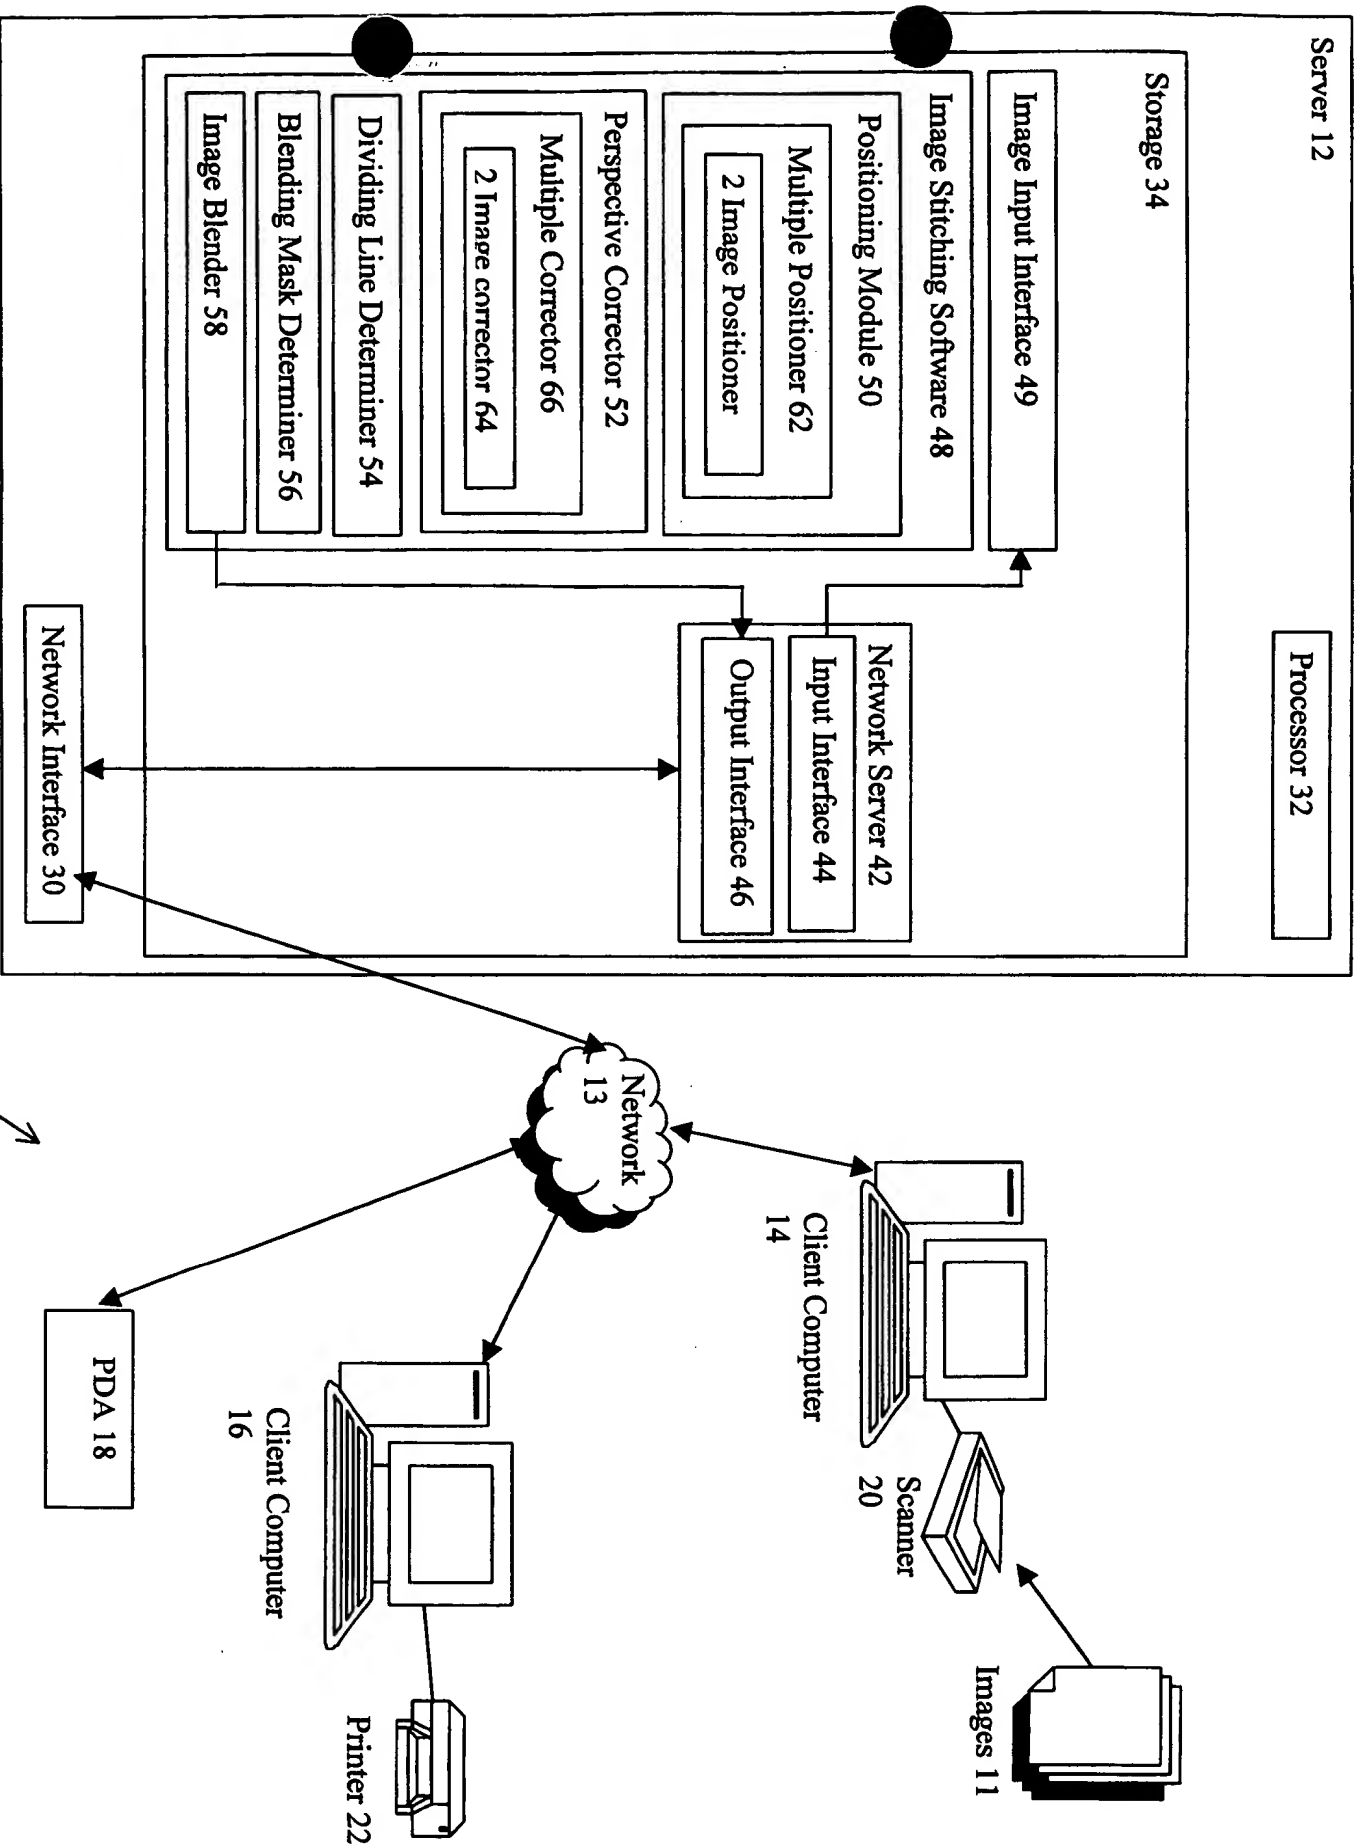 Server 12
Processor 32
Storage 34
Image Input Interface 49
Image Stitching Software 48
Positioning Module 50
Multiple Positioner 62
2 Image Positioner
Perspective Corrector 52
Multiple Corrector 66
2 Image corrector 64
Dividing Line Determiner 54
Blending Mask Determiner 56
Image Blender 58
Network Server 42
Input Interface 44
Output Interface 46
Network Interface 30
Network
13
Client Computer
14
Scanner
20
Images 11
Client Computer
16
Printer 22
PDA 18